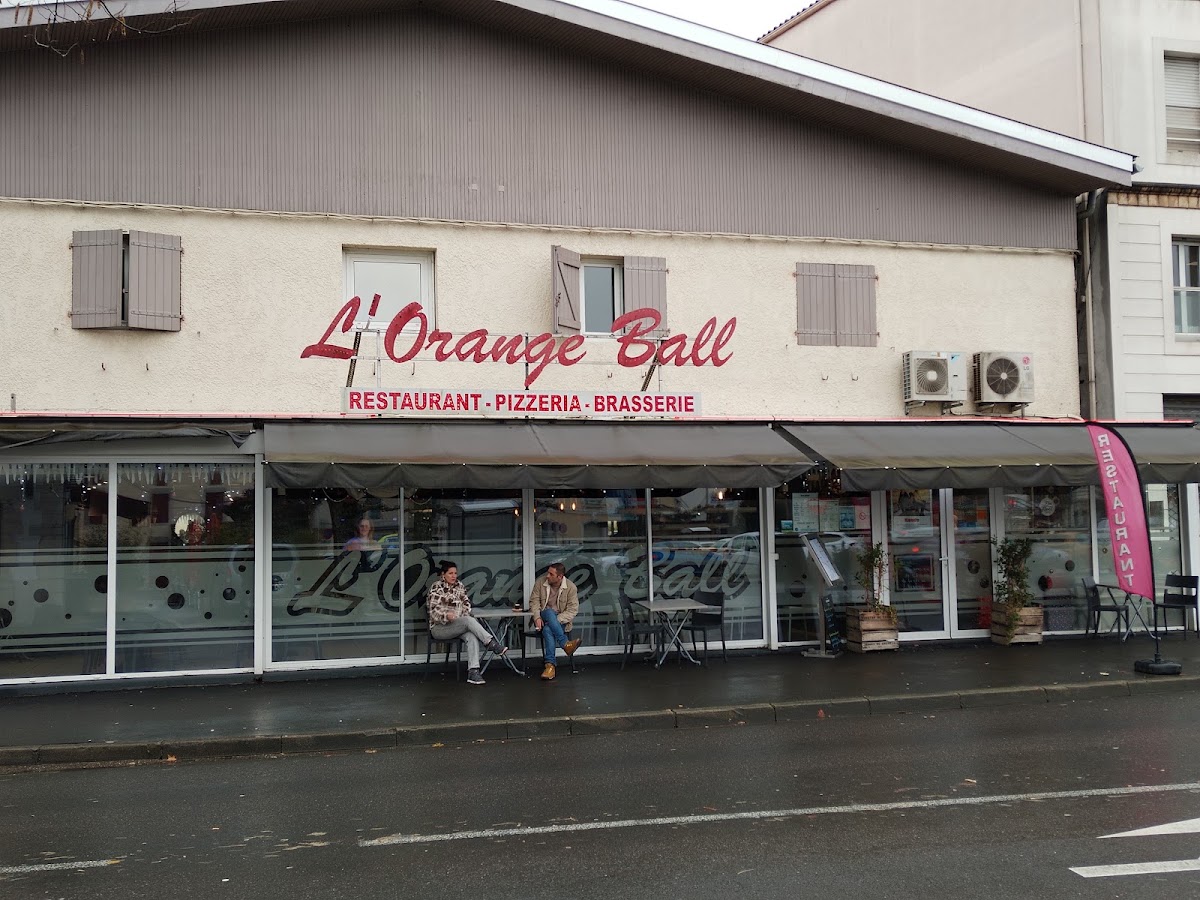 L'Orange Ball
RESTAURANT - PIZZERIA - BRASSERIE
L'Orange Ball
RESTAURANT